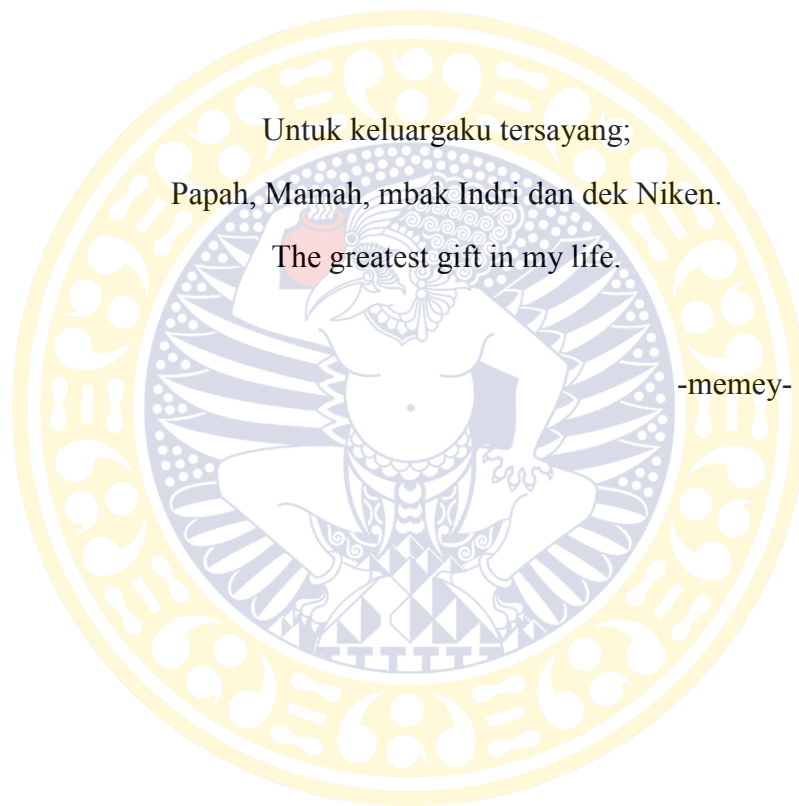 Untuk keluargaku tersayang;
Papah, Mamah, mbak Indri dan dek Niken.
The greatest gift in my life.
-memey-